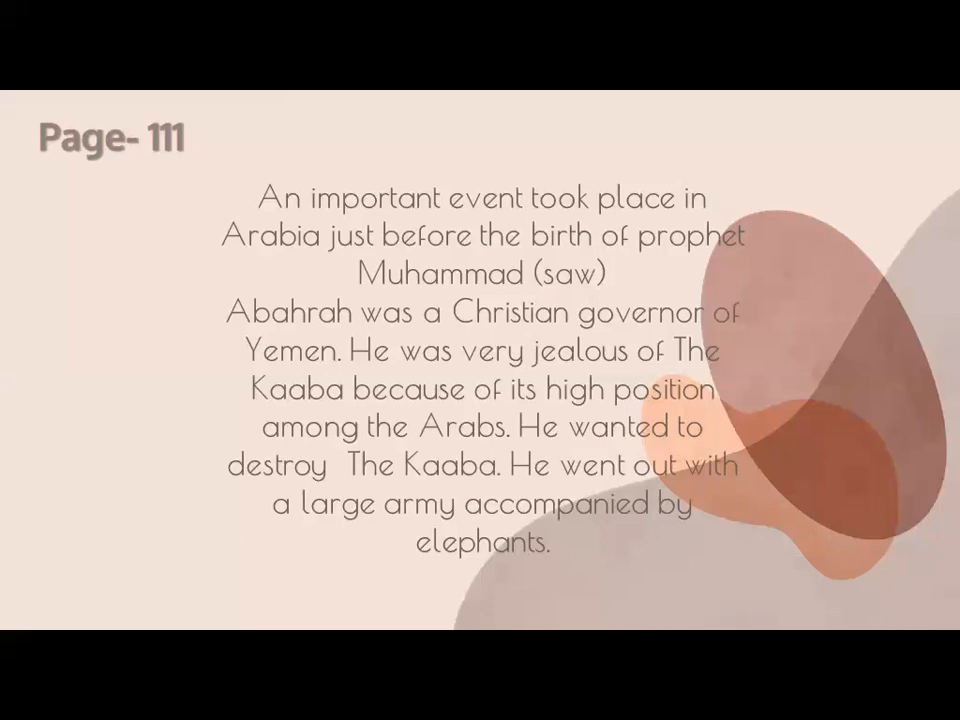 Page- 111
An important event took place in
Arabia just before the birth of prophet
Muhammad (saw)
Abahrah was a Christian governor of
Yemen. He was very jealous of The
Kaaba because of its high position
among the Arabs. He wanted to
destroy The Kaaba. He went out with
a large army accompanied by
elephants.